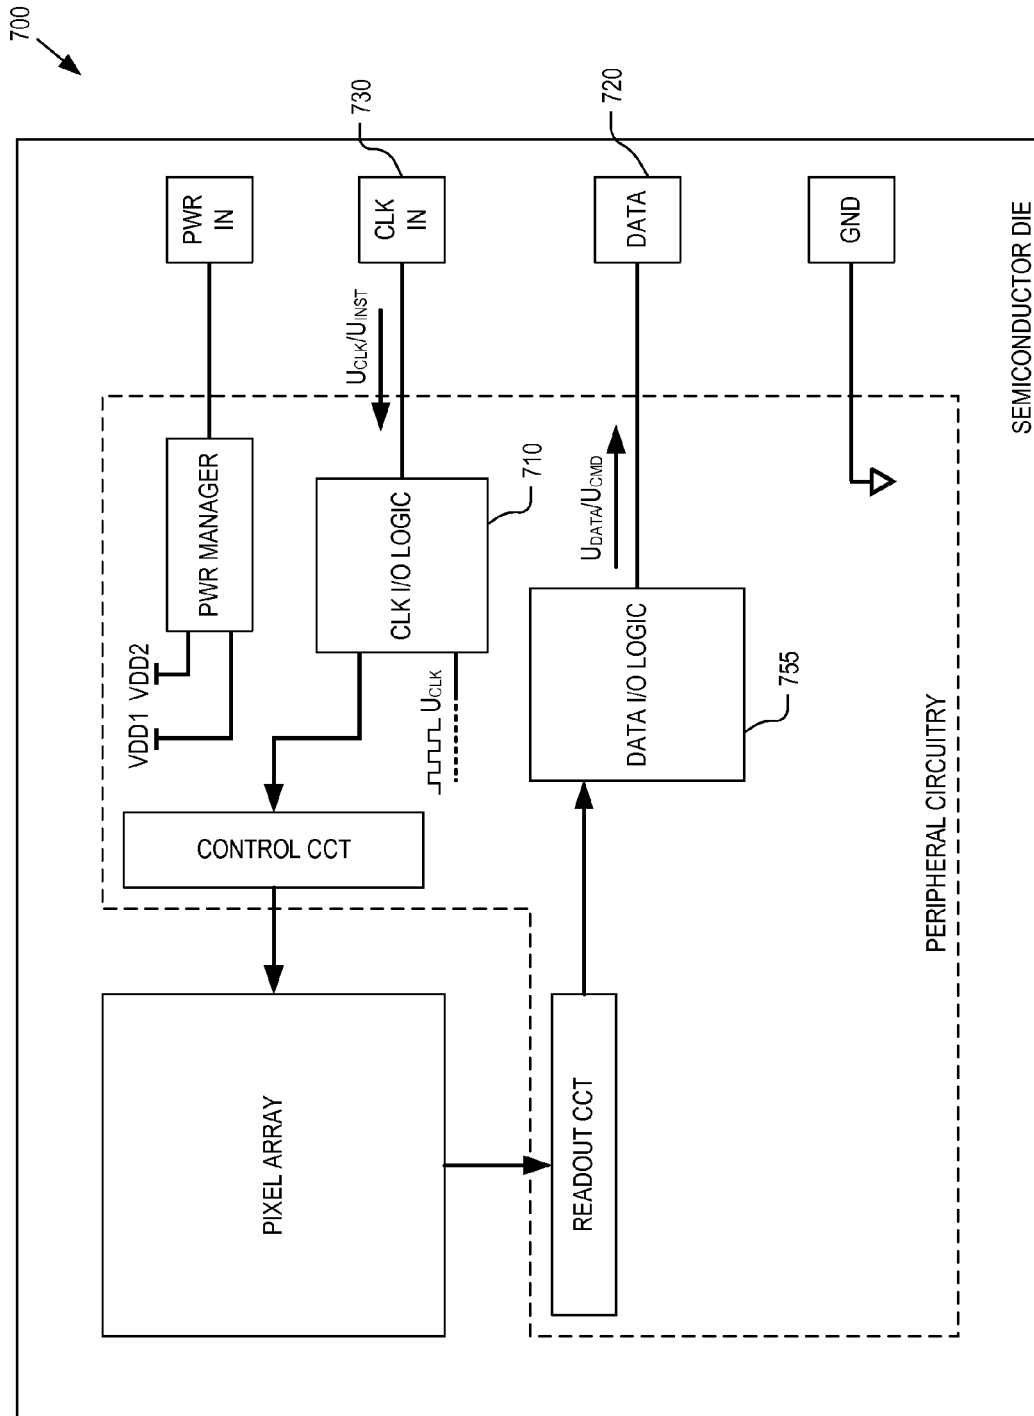 700
PWR
IN
730
CLK
IN
720
DATA
GND
SEMICONDUCTOR DIE
UCLK/UINST
UDATA/UCMD
PWR MANAGER
VDD1
VDD2
CLK I/O LOGIC
710
UCLK
DATA I/O LOGIC
755
CONTROL CCT
PERIPHERAL CIRCUITRY
PIXEL ARRAY
READOUT CCT